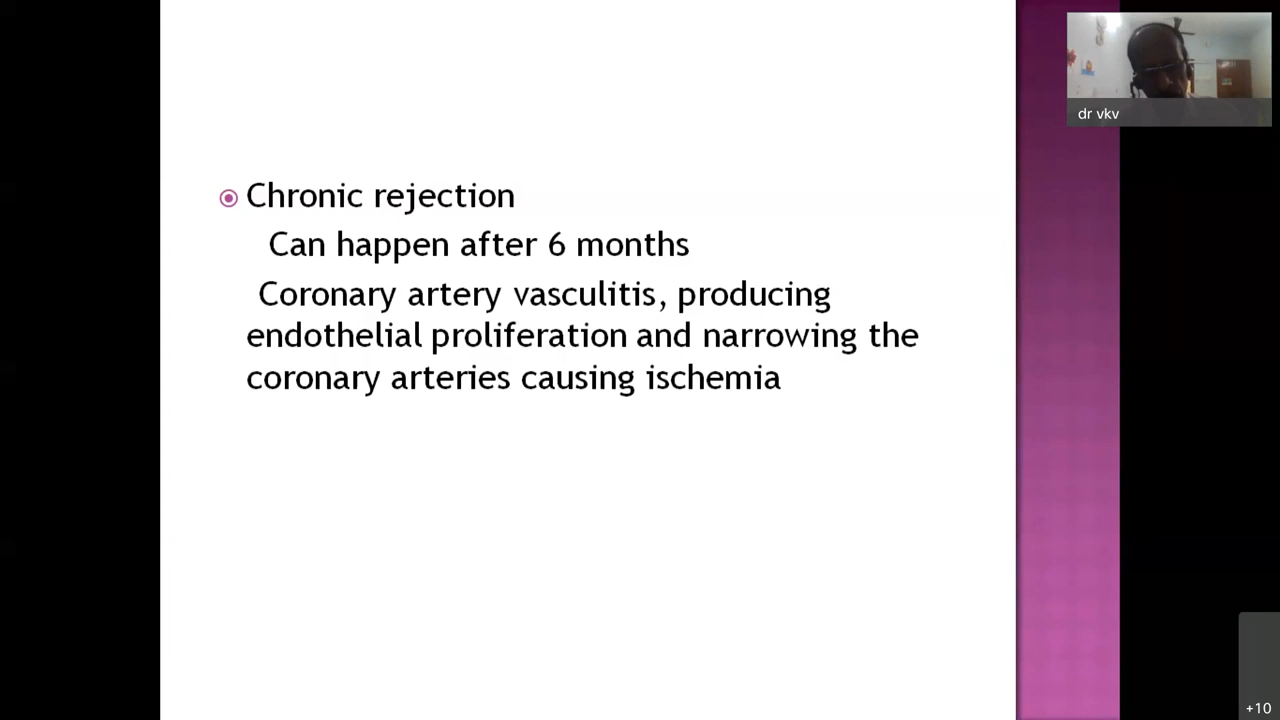 Chronic rejection
Can happen after 6 months
Coronary artery vasculitis, producing
endothelial proliferation and narrowing the
coronary arteries causing ischemia
dr vkv
+10